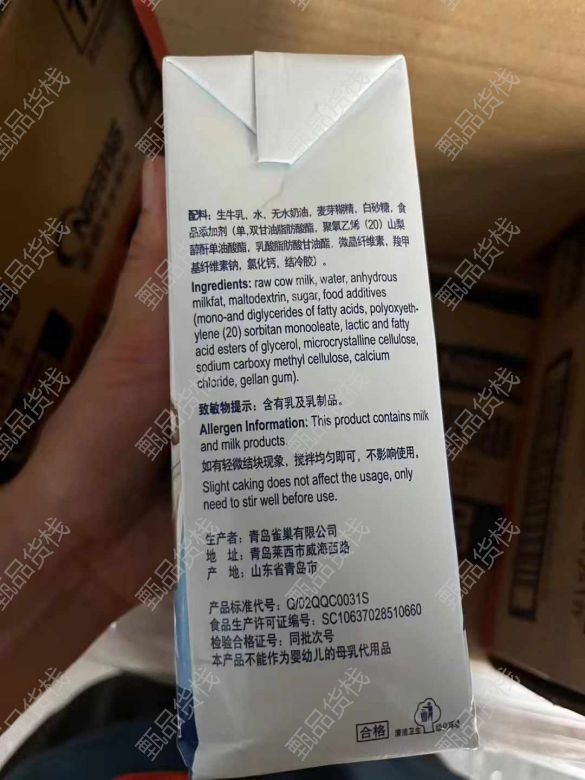 配料：生牛乳，水，无水奶油，麦芽糊精，白砂糖，食
品添加剂（单,双甘油脂肪酸酯，聚氧乙烯（20）山梨
醇酐单油酸酯，乳酸脂肪酸甘油酯，微晶纤维素，羧甲
基纤维素钠，氯化钙，结冷胶）。
Ingredients: raw cow milk, water, anhydrous
milkfat, maltodextrin, sugar, food additives
(mono-and diglycerides of fatty acids, polyoxyeth-
ylene (20) sorbitan monooleate, lactic and fatty
acid esters of glycerol, microcrystalline cellulose,
sodium carboxy methyl cellulose, calcium
chloride, gellan gum).
致敏物提示：含有乳及乳制品。
Allergen Information: This product contains milk
and milk products.
如有轻微结块现象，搅拌均匀即可，不影响使用。
Slight caking does not affect the usage, only
need to stir well before use.
生产者：青岛雀巢有限公司
地 址：青岛莱西市威海西路
产 地：山东省青岛市
产品标准代号：Q/02QQC0031S
食品生产许可证编号：SC10637028510660
检验合格证号：同批次号
本产品不能作为婴幼儿的母乳代用品
合格
甄品货栈